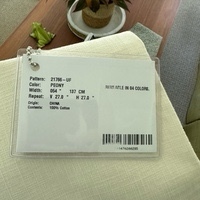 Pattern: 21766-UF
Color: PEONY
Width: 054 " 137 CM
Repeat: V 27.0 " H 27.0 "
Origin: CHINA
Contents: 100% Cotton
IN 64 COLORS.